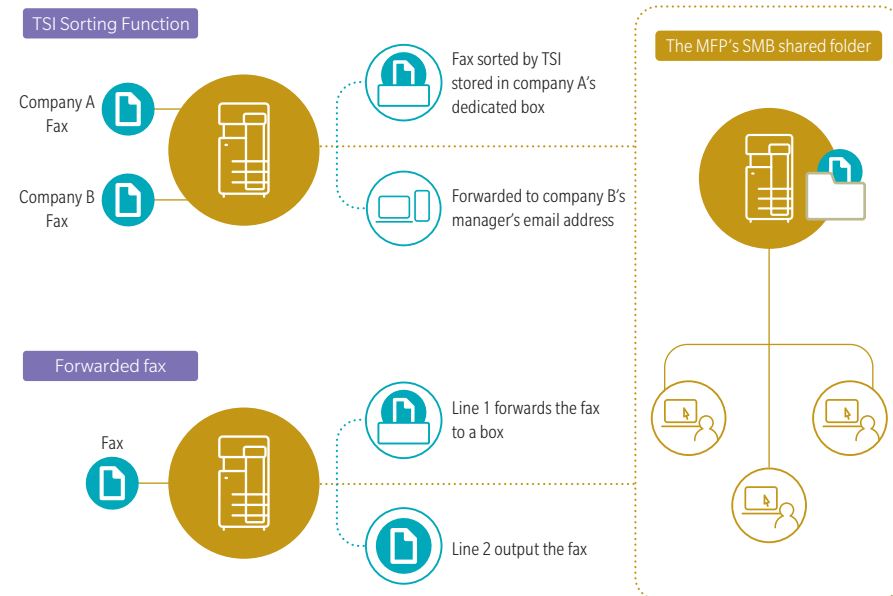 TSI Sorting Function
Company A
Fax
Company B
Fax
Fax sorted by TSI
stored in company A's
dedicated box
Forwarded to company B's
manager's email address
The MFP's SMB shared folder
Forwarded fax
Fax
Line 1 forwards the fax
to a box
Line 2 output the fax